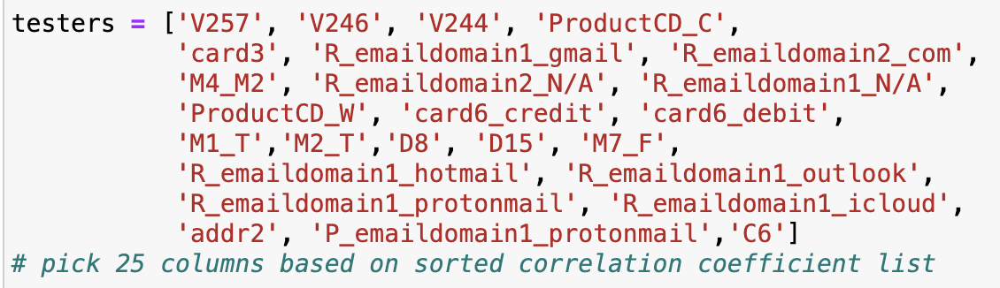 testers = ['V257', 'V246', 'V244', 'ProductCD_C',
'card3', 'R_emaildomain1_gmail', 'R_emaildomain2_com',
'M4_M2', 'R_emaildomain2_N/A', 'R_emaildomain1_N/A',
'ProductCD_W', 'card6_credit', 'card6_debit',
'M1_T','M2_T','D8', 'D15', 'M7_F',
'R_emaildomain1_hotmail', 'R_emaildomain1_outlook',
'R_emaildomain1_protonmail', 'R_emaildomain1_icloud',
'addr2', 'P_emaildomain1_protonmail','C6']
# pick 25 columns based on sorted correlation coefficient list